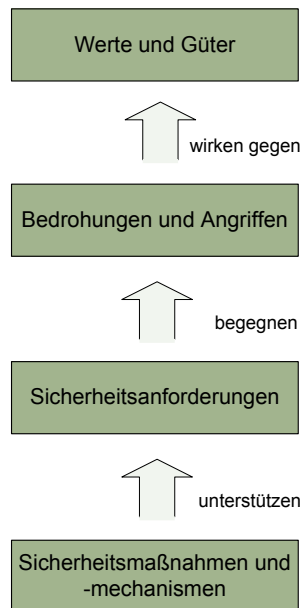 Werte und Güter
wirken gegen
Bedrohungen und Angriffen
begegnen
Sicherheitsanforderungen
unterstützen
Sicherheitsmaßnahmen und
-mechanismen